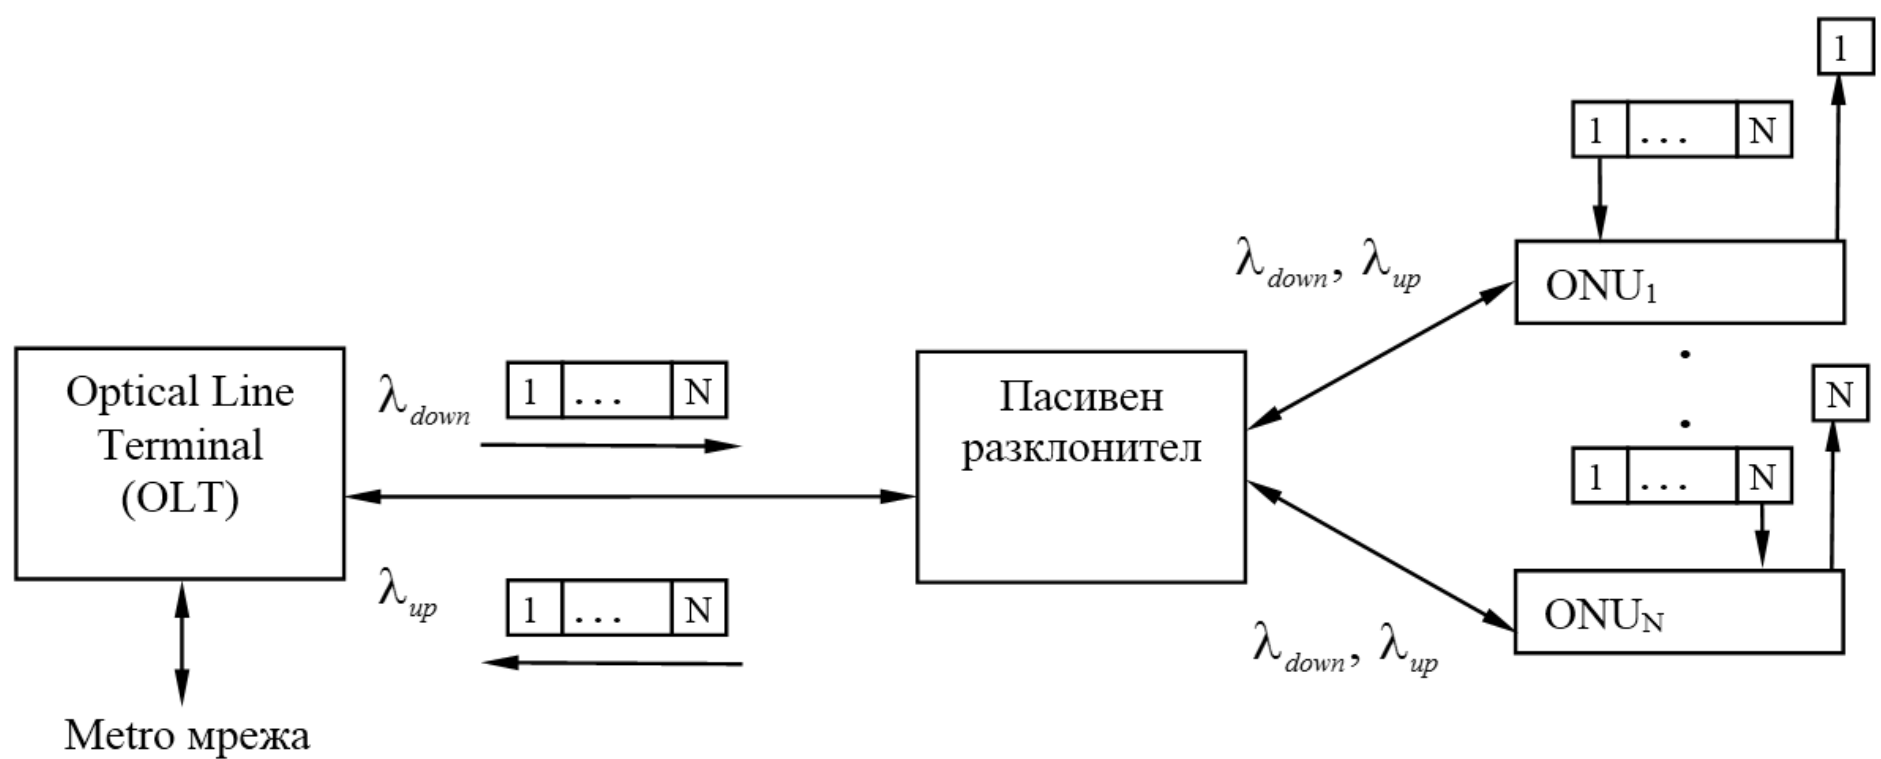 1
1 ... N
λdown, λup
ONU1
Optical Line
Terminal
(OLT)
λdown
1 ... N
Пасивен
разклонител
N
1 ... N
λup
1 ... N
ONUN
λdown, λup
Metro мрежа